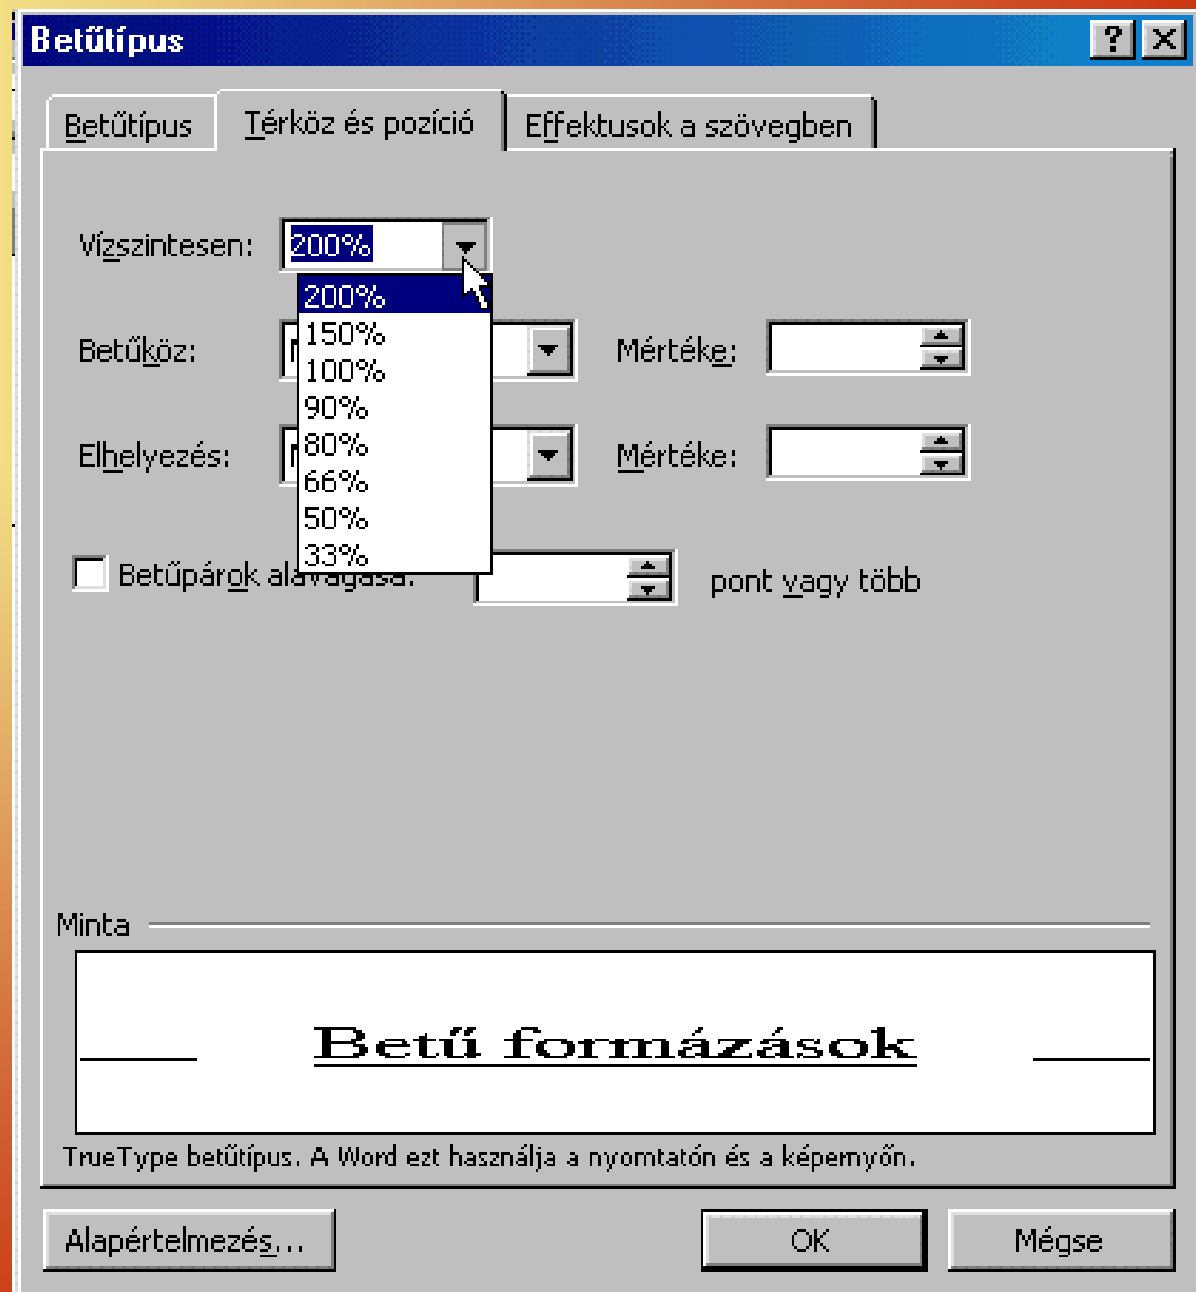 Betűtípus
Betűtípus Térköz és pozíció Effektusok a szövegben
Vízszintesen: 200%
200%
150%
100%
90%
80%
66%
50%
33%
Betűköz: Mértéke:
Elhelyezés: Mértéke:
Betűpárok alávágása: pont vagy több
Minta
Betű formázások
TrueType betűtípus. A Word ezt használja a nyomtatón és a képernyőn.
Alapértelmezés... OK Mégse